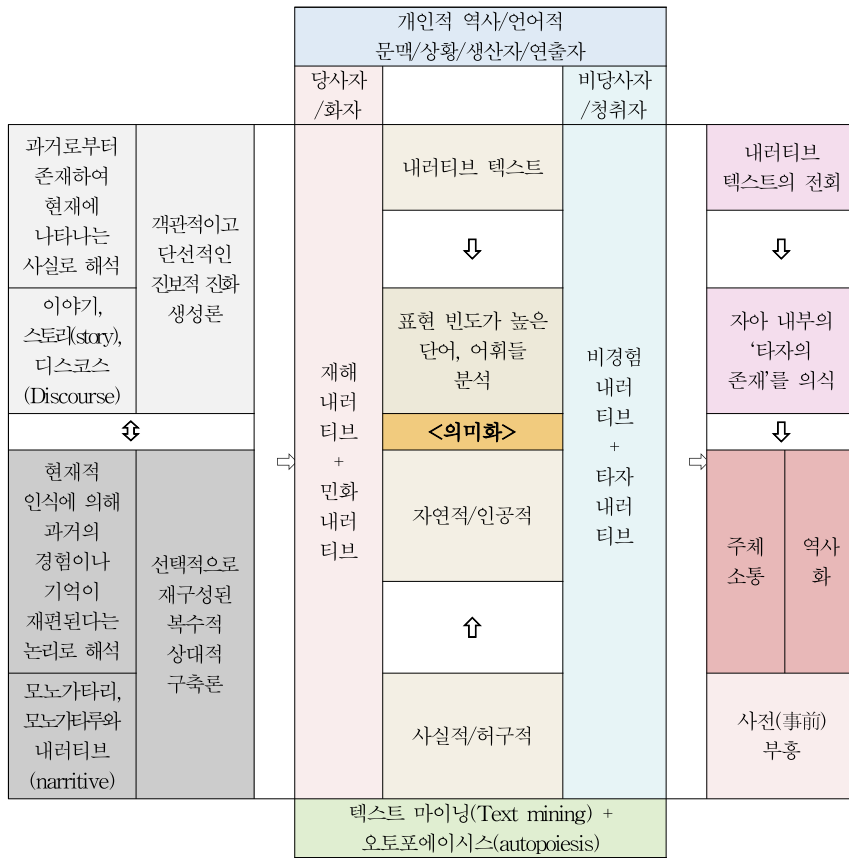 개인적 역사/언어적
문맥/상황/생산자/연출자
당사자
/화자
비당사자
/청취자
과거로부터
존재하여
현재에
나타나는
사실로 해석
객관적이고
단선적인
진보적 진화
생성론
이야기,
스토리(story),
디스코스
(Discourse)
⇕
현재적
인식에 의해
과거의
경험이나
기억이
재편된다는
논리로 해석
선택적으로
재구성된
복수적
상대적
구축론
모노가타리,
모노가타루와
내러티브
(narritive)
⇨
재해
내러
티브
+
민화
내러
티브
내러티브 텍스트
⇩
표현 빈도가 높은
단어, 어휘들
분석
<의미화>
자연적/인공적
⇧
사실적/허구적
비경험
내러
티브
+
타자
내러
티브
⇨
내러티브
텍스트의 전회
⇩
자아 내부의
‘타자의
존재’를 의식
⇩
주체
소통
역사
화
사전(事前)
부흥
텍스트 마이닝(Text mining) +
오토포에이시스(autopoiesis)